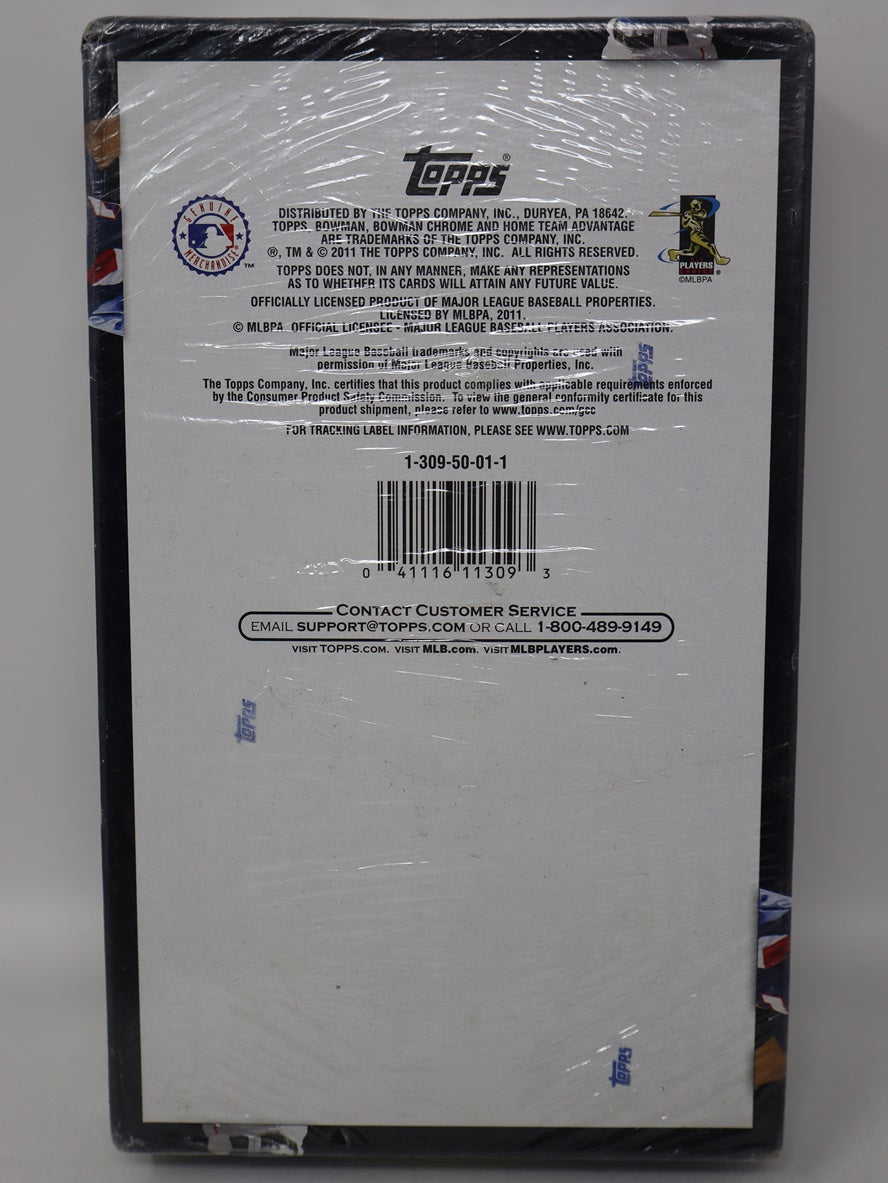 Topps®
GENUINE MERCHANDISE ™
DISTRIBUTED BY THE TOPPS COMPANY, INC., DURYEA, PA 18642.
TOPPS, BOWMAN, BOWMAN CHROME AND HOME TEAM ADVANTAGE
ARE TRADEMARKS OF THE TOPPS COMPANY, INC.
®, TM & © 2011 THE TOPPS COMPANY, INC. ALL RIGHTS RESERVED.
PLAYERS
®
©MLBPA
TOPPS DOES NOT, IN ANY MANNER, MAKE ANY REPRESENTATIONS
AS TO WHETHER ITS CARDS WILL ATTAIN ANY FUTURE VALUE.
OFFICIALLY LICENSED PRODUCT OF MAJOR LEAGUE BASEBALL PROPERTIES.
LICENSED BY MLBPA, 2011.
© MLBPA OFFICIAL LICENSEE - MAJOR LEAGUE BASEBALL PLAYERS ASSOCIATION.
Major League Baseball trademarks and copyrights are used with
permission of Major League Baseball Properties, Inc.
Topps
The Topps Company, Inc. certifies that this product complies with applicable requirements enforced
by the Consumer Product Safety Commission. To view the general conformity certificate for this
product shipment, please refer to www.topps.com/gcc
FOR TRACKING LABEL INFORMATION, PLEASE SEE WWW.TOPPS.COM
1-309-50-01-1
0 41116 11309 3
CONTACT CUSTOMER SERVICE
EMAIL SUPPORT@TOPPS.COM OR CALL 1-800-489-9149
VISIT TOPPS.COM. VISIT MLB.com. VISIT MLBPLAYERS.com.
Topps
Topps